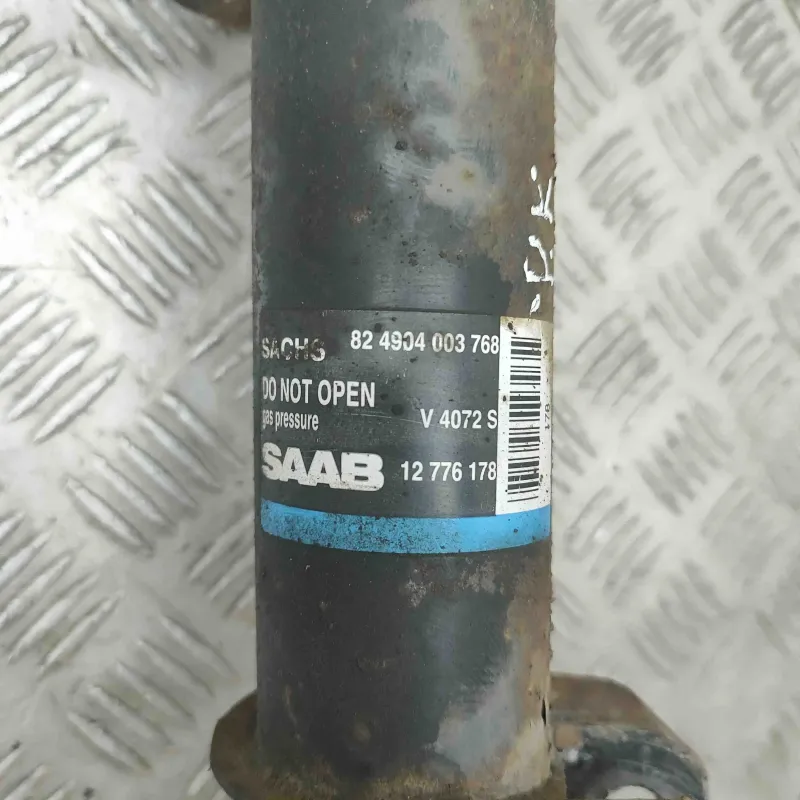 SACHS 82 4904 003 768
DO NOT OPEN
gas pressure V 4072 S
SAAB 12 776 178